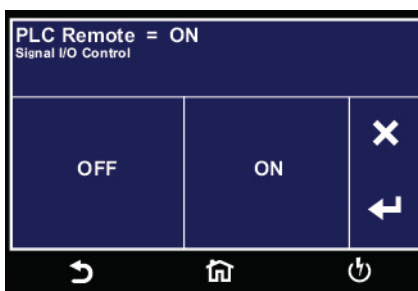 PLC Remote = ON
Signal I/O Control
OFF
ON